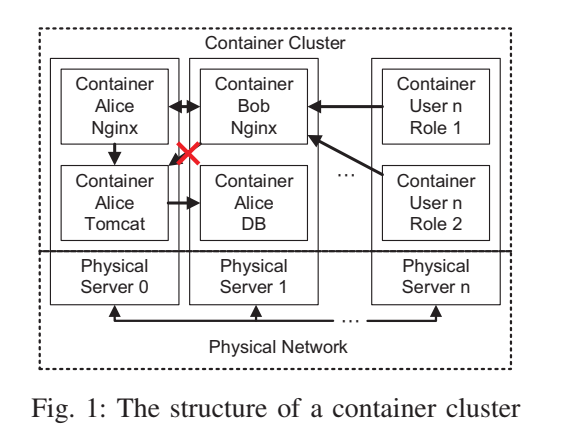 Container Cluster
Container
Alice
Nginx
Container
Bob
Nginx
Container
User n
Role 1
Container
Alice
Tomcat
Container
Alice
DB
...
Container
User n
Role 2
Physical
Server 0
Physical
Server 1
Physical
Server n
...
Physical Network
Fig. 1: The structure of a container cluster